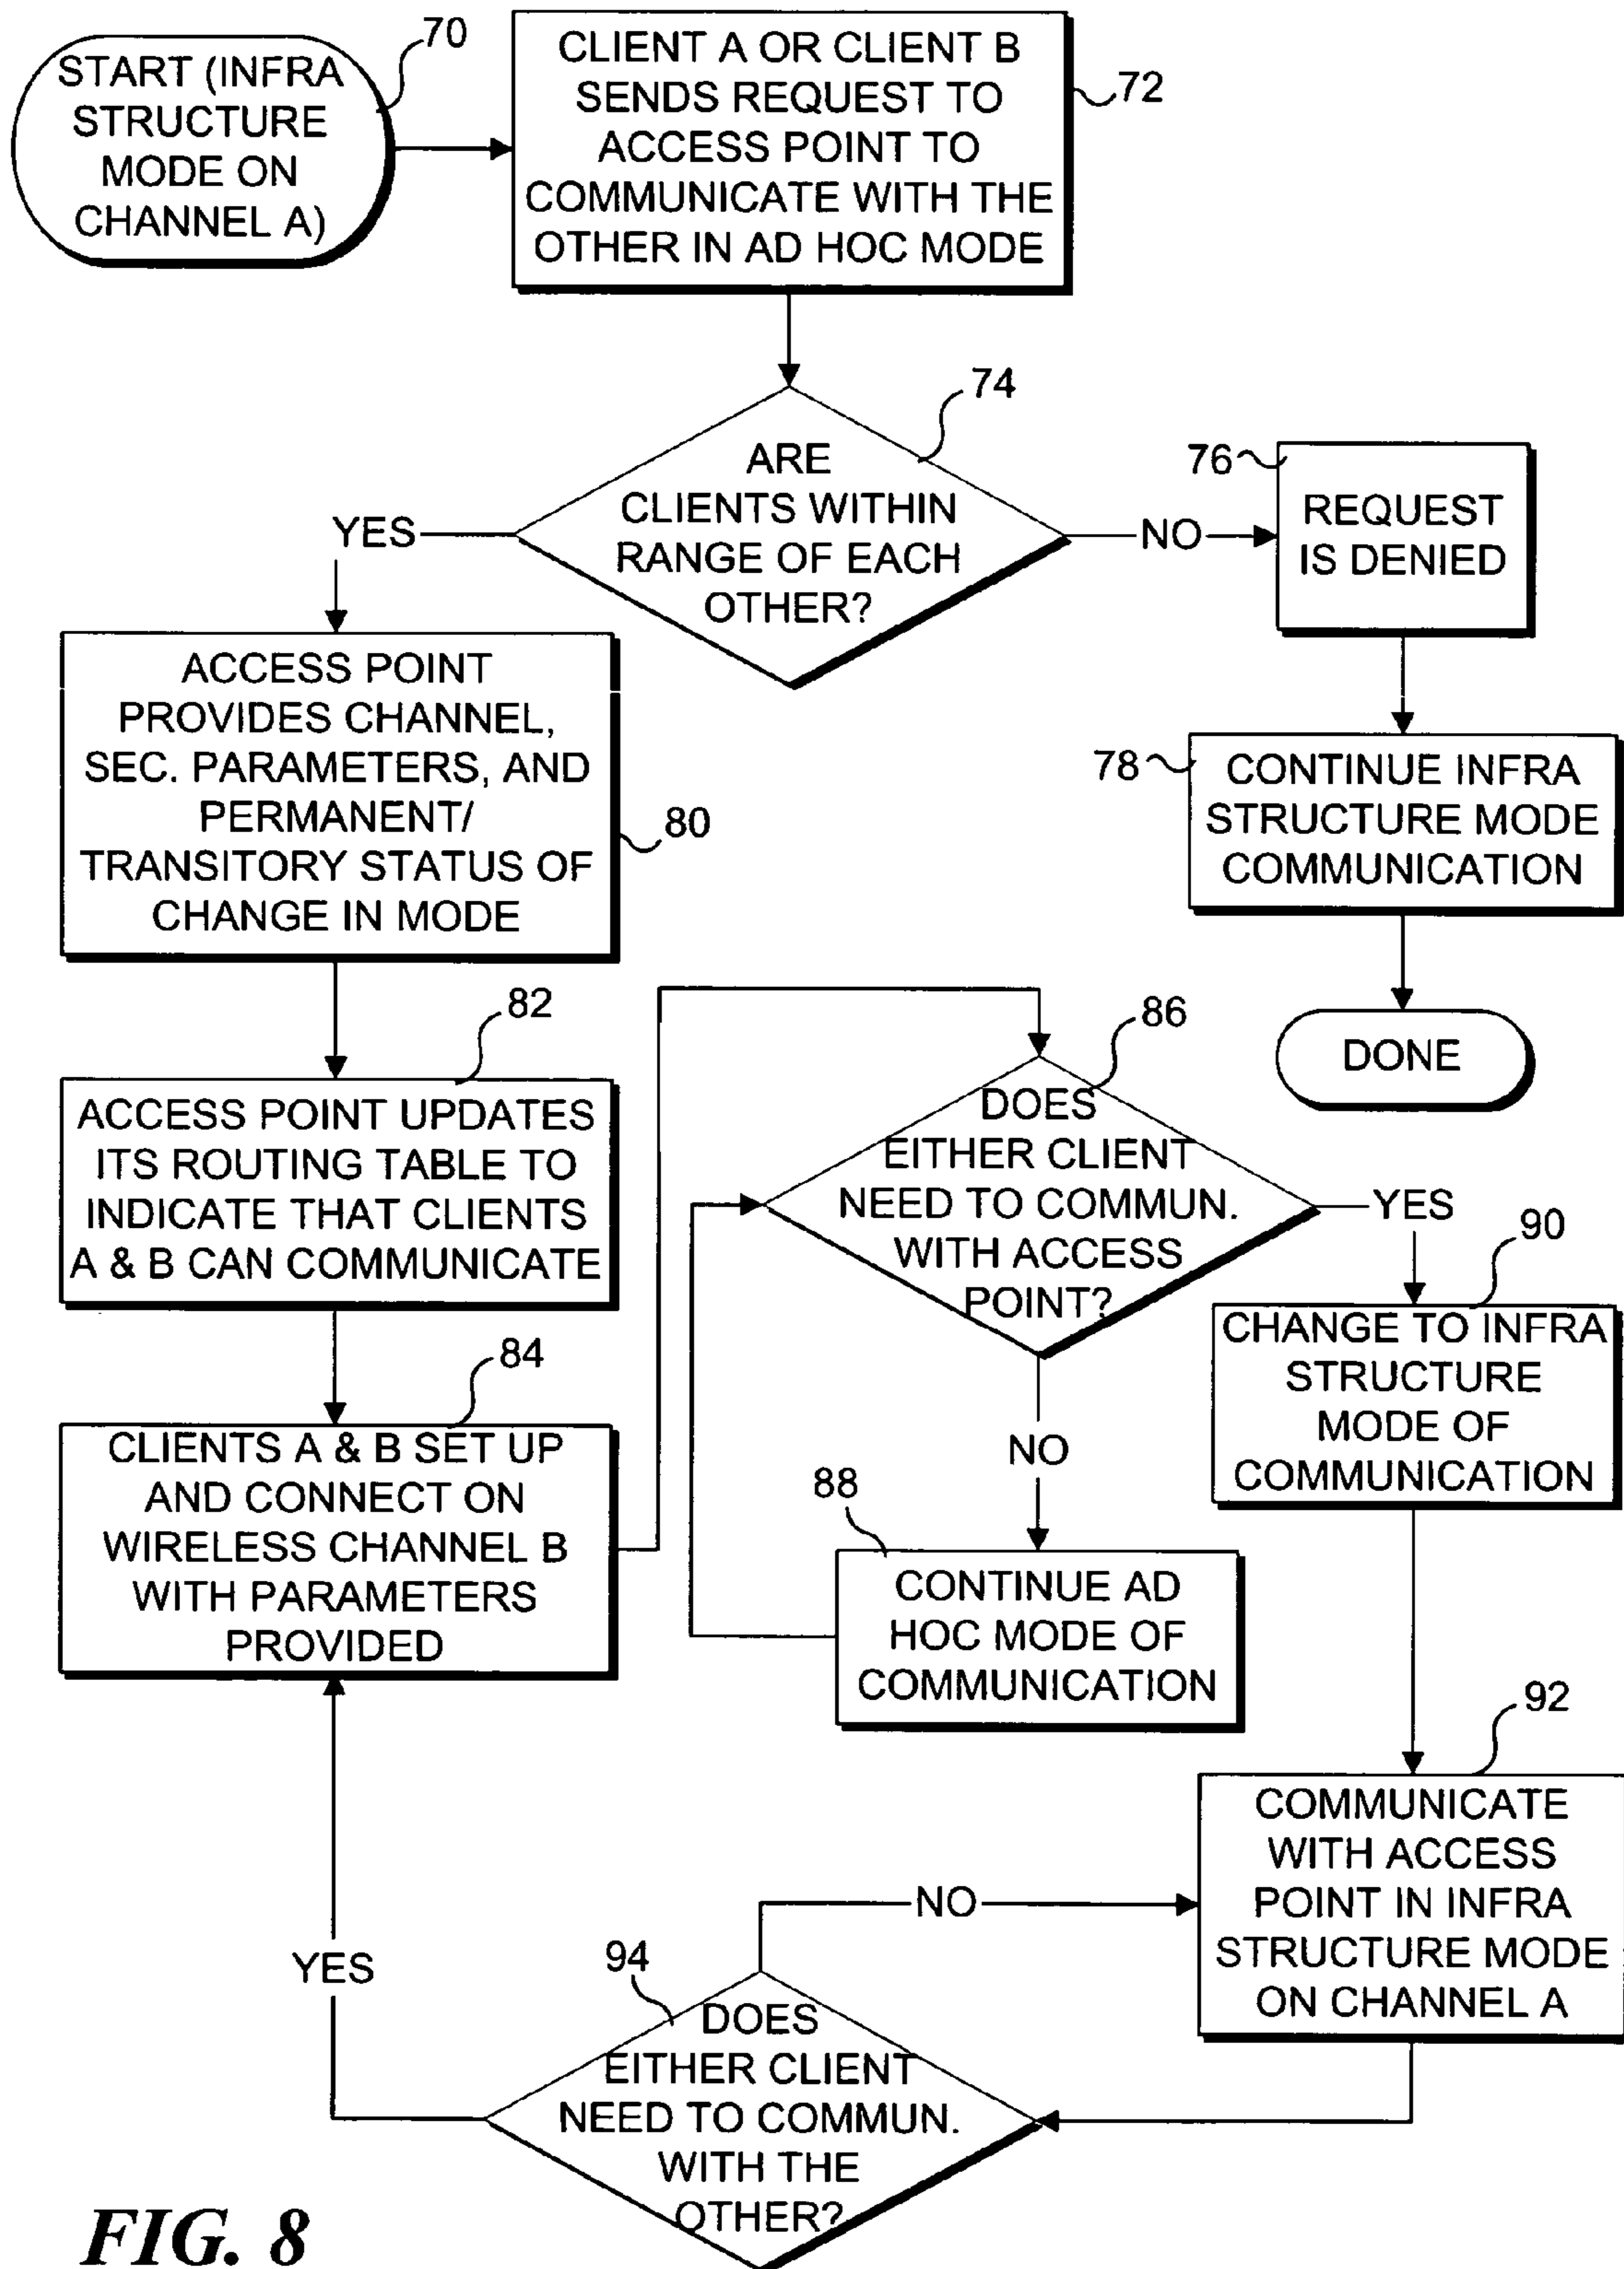 70
START (INFRA
STRUCTURE
MODE ON
CHANNEL A)
CLIENT A OR CLIENT B
SENDS REQUEST TO
ACCESS POINT TO
COMMUNICATE WITH THE
OTHER IN AD HOC MODE
72
74
ARE
CLIENTS WITHIN
RANGE OF EACH
OTHER?
YES
NO
76
REQUEST
IS DENIED
ACCESS POINT
PROVIDES CHANNEL,
SEC. PARAMETERS, AND
PERMANENT/
TRANSITORY STATUS OF
CHANGE IN MODE
80
78
CONTINUE INFRA
STRUCTURE MODE
COMMUNICATION
DONE
82
ACCESS POINT UPDATES
ITS ROUTING TABLE TO
INDICATE THAT CLIENTS
A & B CAN COMMUNICATE
86
DOES
EITHER CLIENT
NEED TO COMMUN.
WITH ACCESS
POINT?
YES
NO
84
CLIENTS A & B SET UP
AND CONNECT ON
WIRELESS CHANNEL B
WITH PARAMETERS
PROVIDED
88
CONTINUE AD
HOC MODE OF
COMMUNICATION
90
CHANGE TO INFRA
STRUCTURE
MODE OF
COMMUNICATION
92
COMMUNICATE
WITH ACCESS
POINT IN INFRA
STRUCTURE MODE
ON CHANNEL A
NO
YES
94
DOES
EITHER CLIENT
NEED TO COMMUN.
WITH THE
OTHER?
FIG. 8